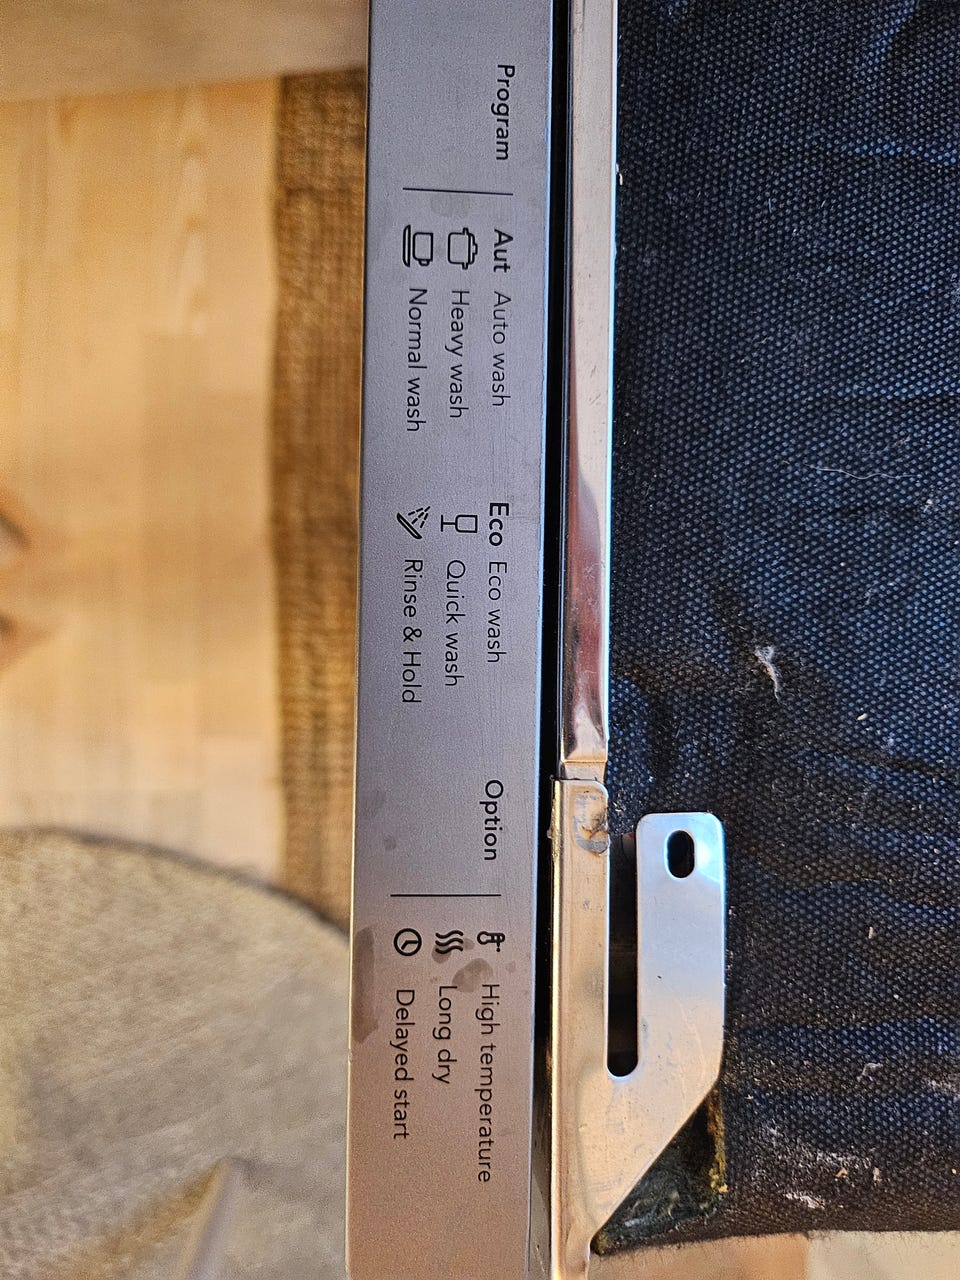 Program
Aut Auto wash
Heavy wash
Normal wash
Eco Eco wash
Quick wash
Rinse & Hold
Option
High temperature
Long dry
Delayed start